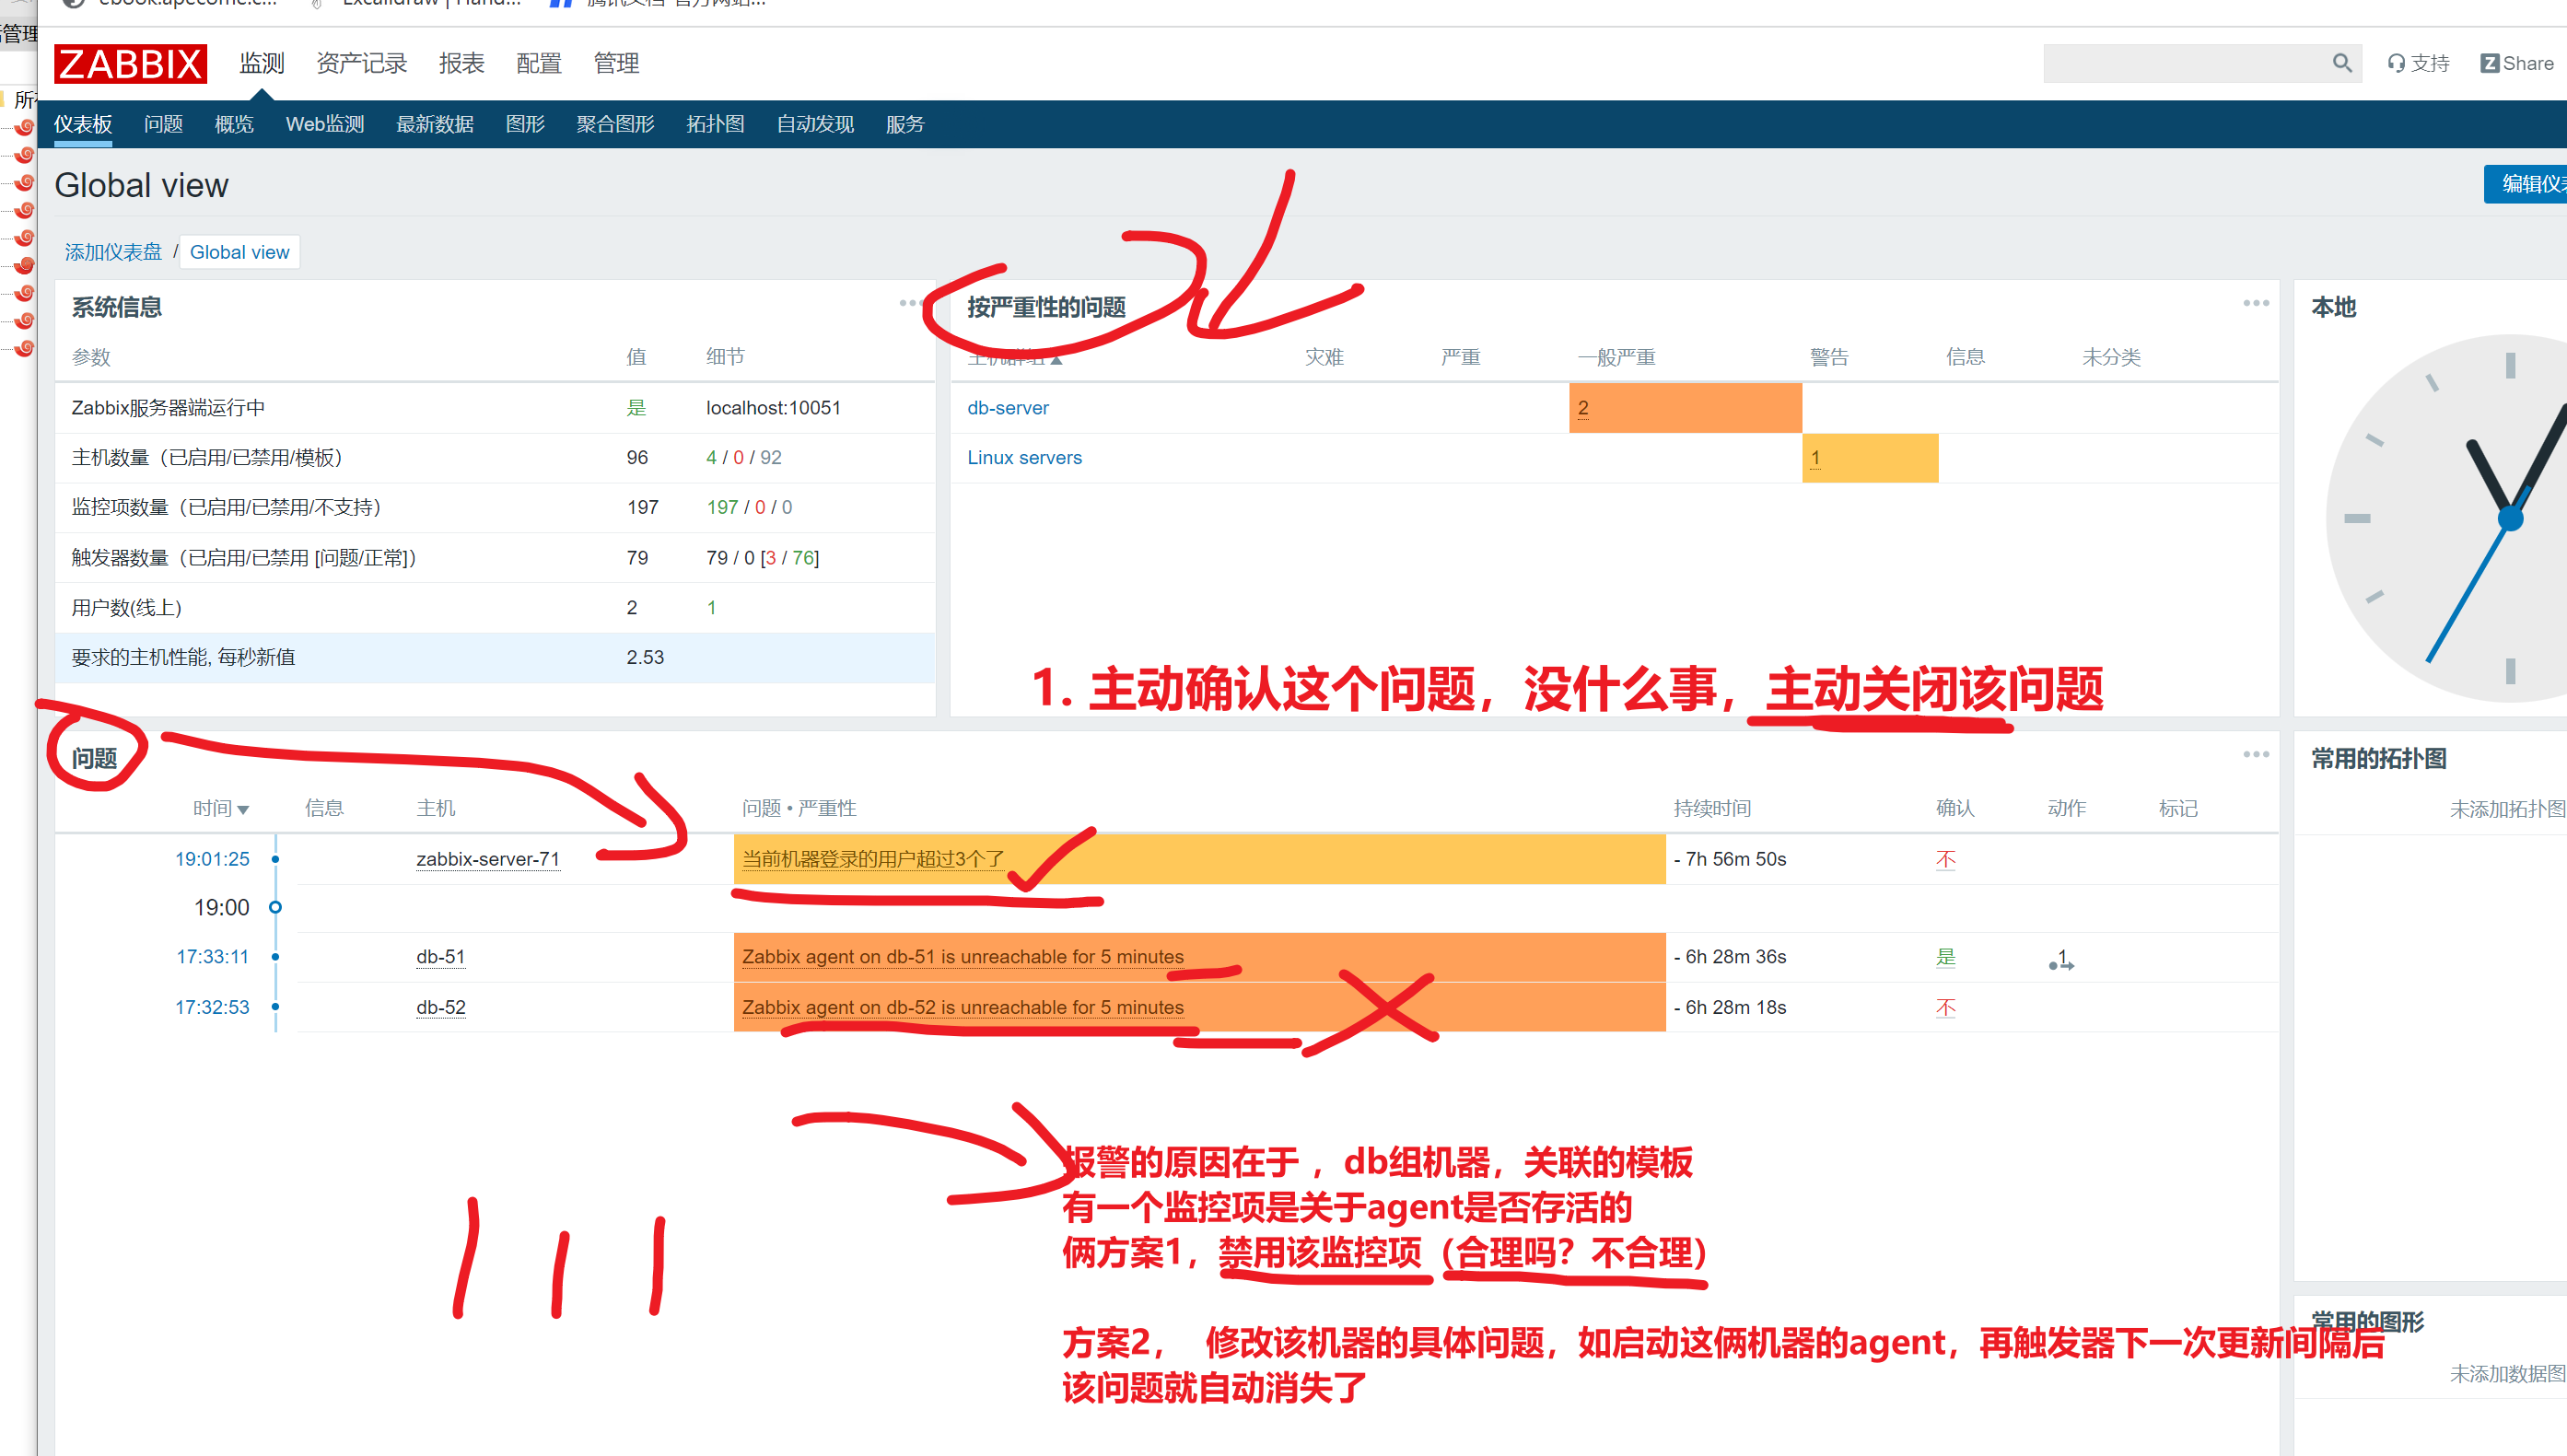 管理
ZABBIX
监测
资产记录
报表
配置
管理
支持
Z Share
仪表板
问题
概览
Web监测
最新数据
图形
聚合图形
拓扑图
自动发现
服务
Global view
添加仪表盘 / Global view
系统信息
参数 值 细节
Zabbix服务器端运行中 是 localhost:10051
主机数量（已启用/已禁用/模板） 96 4 / 0 / 92
监控项数量（已启用/已禁用/不支持） 197 197 / 0 / 0
触发器数量（已启用/已禁用 [问题/正常]） 79 79 / 0 [3 / 76]
用户数(线上) 2 1
要求的主机性能, 每秒新值 2.53
按严重性的问题
主机群组 灾难 严重 一般严重 警告 信息 未分类
db-server 2
Linux servers 1
本地
1. 主动确认这个问题，没什么事，主动关闭该问题
问题
时间 信息 主机 问题 • 严重性 持续时间 确认 动作 标记
19:01:25 zabbix-server-71 当前机器登录的用户超过3个了 - 7h 56m 50s 不
19:00
17:33:11 db-51 Zabbix agent on db-51 is unreachable for 5 minutes - 6h 28m 36s 是 1
17:32:53 db-52 Zabbix agent on db-52 is unreachable for 5 minutes - 6h 28m 18s 不
常用的拓扑图
未添加拓扑图
报警的原因在于 ，db组机器，关联的模板
有一个监控项是关于agent是否存活的
俩方案1，禁用该监控项（合理吗？不合理）
方案2， 修改该机器的具体问题，如启动这俩机器的agent，再触发器下一次更新间隔后
该问题就自动消失了
常用的图形
未添加数据图